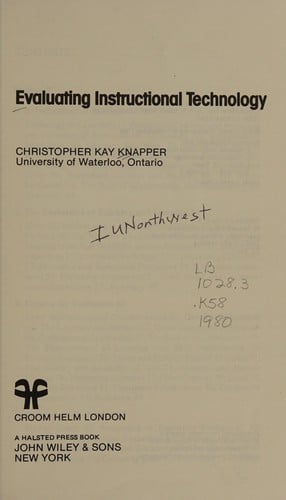 Evaluating Instructional Technology
CHRISTOPHER KAY KNAPPER
University of Waterloo, Ontario
IUNorthwest
LB
1028.3
.K58
1980
CROOM HELM LONDON
A HALSTED PRESS BOOK
JOHN WILEY & SONS
NEW YORK